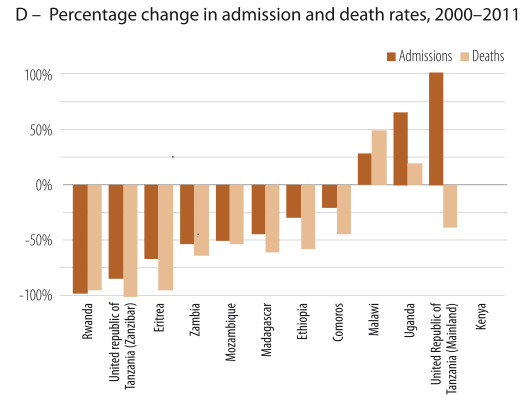 D – Percentage change in admission and death rates, 2000–2011
Admissions Deaths
100%
50%
0%
-50%
-100%
Rwanda
United republic of
Tanzania (Zanzibar)
Eritrea
Zambia
Mozambique
Madagascar
Ethiopia
Comoros
Malawi
Uganda
United Republic of
Tanzania (Mainland)
Kenya